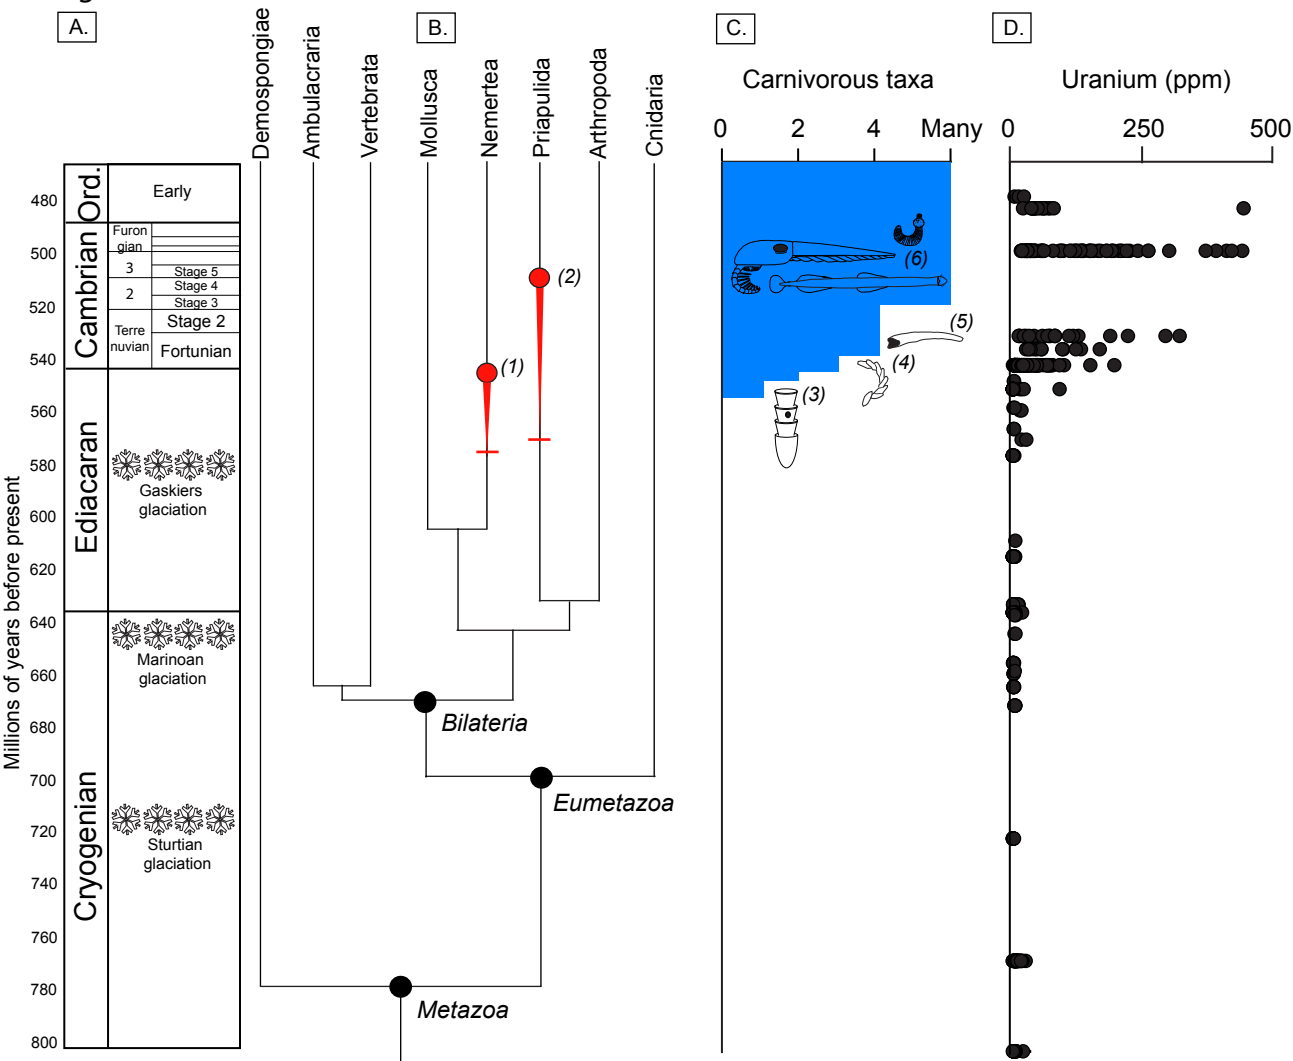 A.
B.
C.
D.
Demospongiae
Ambulacraria
Vertebrata
Mollusca
Nemertea
Priapulida
Arthropoda
Cnidaria
Carnivorous taxa
0 2 4 Many
Uranium (ppm)
0 250 500
Millions of years before present
480
500
520
540
560
580
600
620
640
660
680
700
720
740
760
780
800
Ord.
Cambrian
Ediacaran
Cryogenian
Early
Furon
gian
3
2
Terre
nuvian
Stage 5
Stage 4
Stage 3
Stage 2
Fortunian
Gaskiers
glaciation
Marinoan
glaciation
Sturtian
glaciation
(1)
(2)
Bilateria
Eumetazoa
Metazoa
(6)
(5)
(4)
(3)